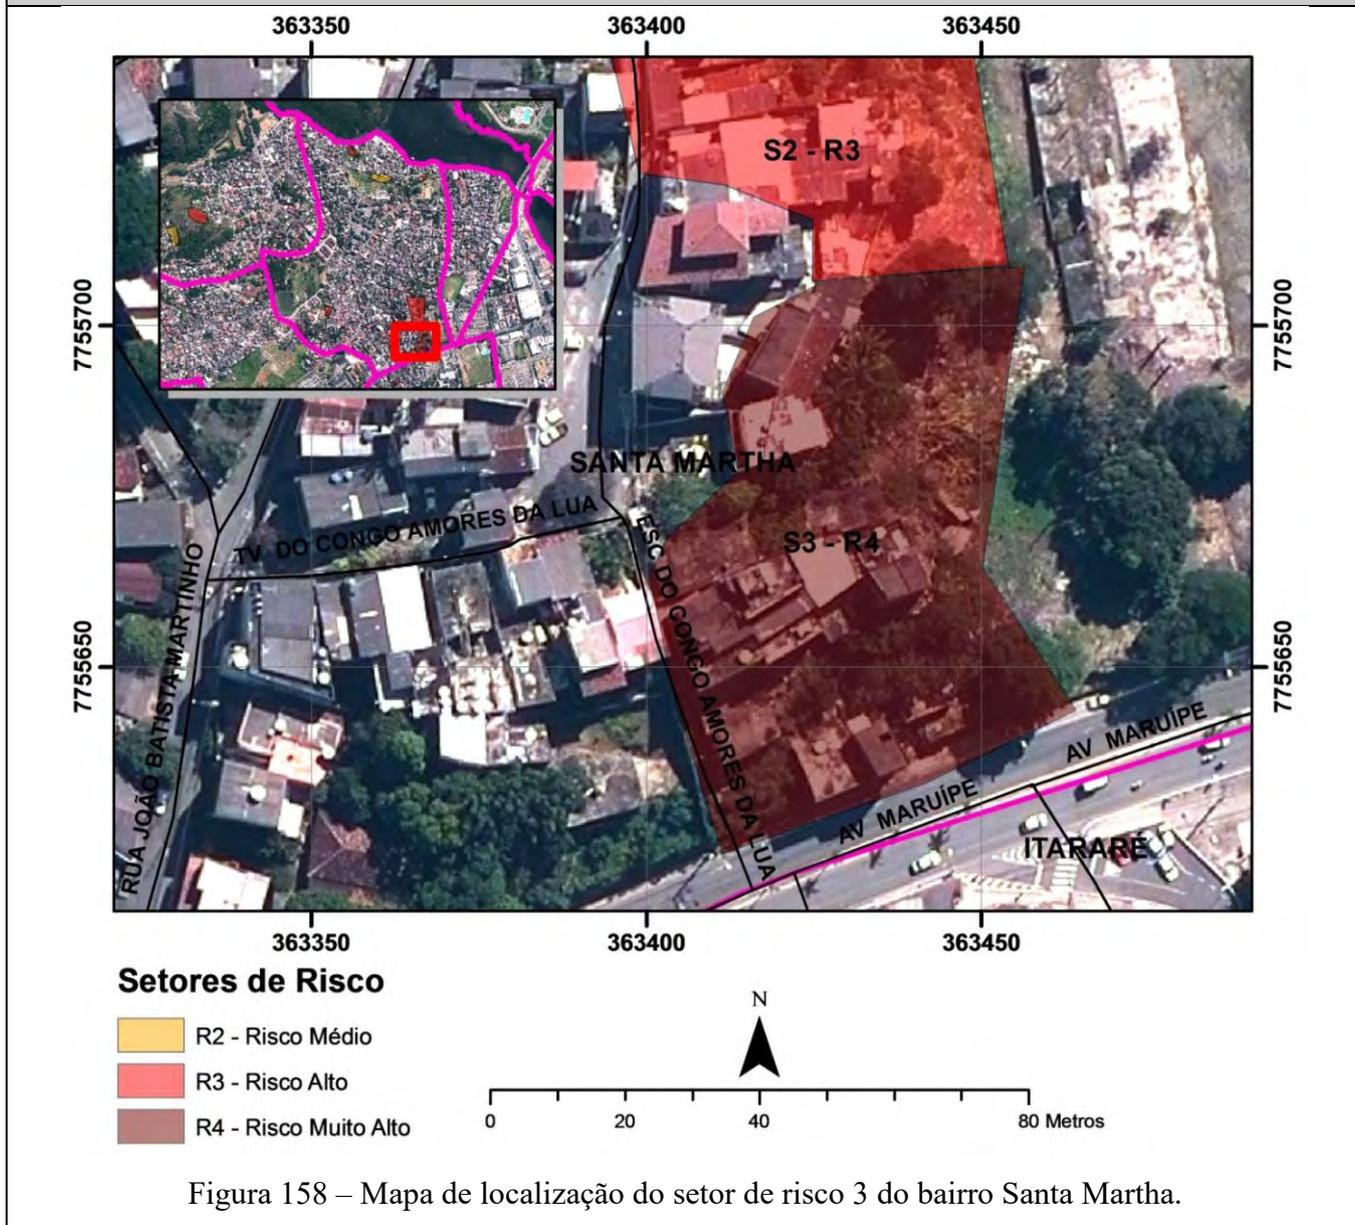 363350 363400 363450
S2 - R3
7755700
7755700
SANTA MARTHA
TV DO CONGO AMORES DA LUA
ESC DO CONGO AMORES DA LUA
S3 - R4
RUA JOÃO BATISTA MARTINHO
7755650
7755650
AV MARUÍPE
AV MARUÍPE
ITARARÉ
363350 363400 363450
Setores de Risco
R2 - Risco Médio
R3 - Risco Alto
R4 - Risco Muito Alto
N
0 20 40 80 Metros
Figura 158 – Mapa de localização do setor de risco 3 do bairro Santa Martha.